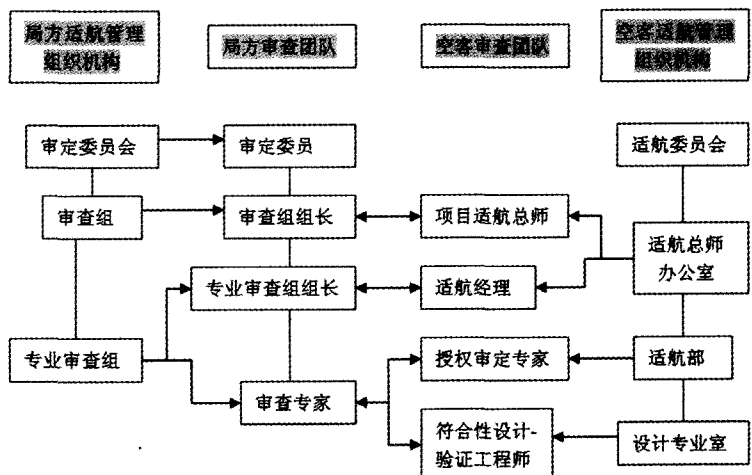 局方适航管理
组织机构
局方审查团队
空客审查团队
空客适航管理
组织机构
审定委员会
审定委员
适航委员会
审查组
审查组组长
项目适航总师
适航总师
办公室
专业审查组组长
适航经理
专业审查组
授权审定专家
适航部
审查专家
符合性设计-
验证工程师
设计专业室